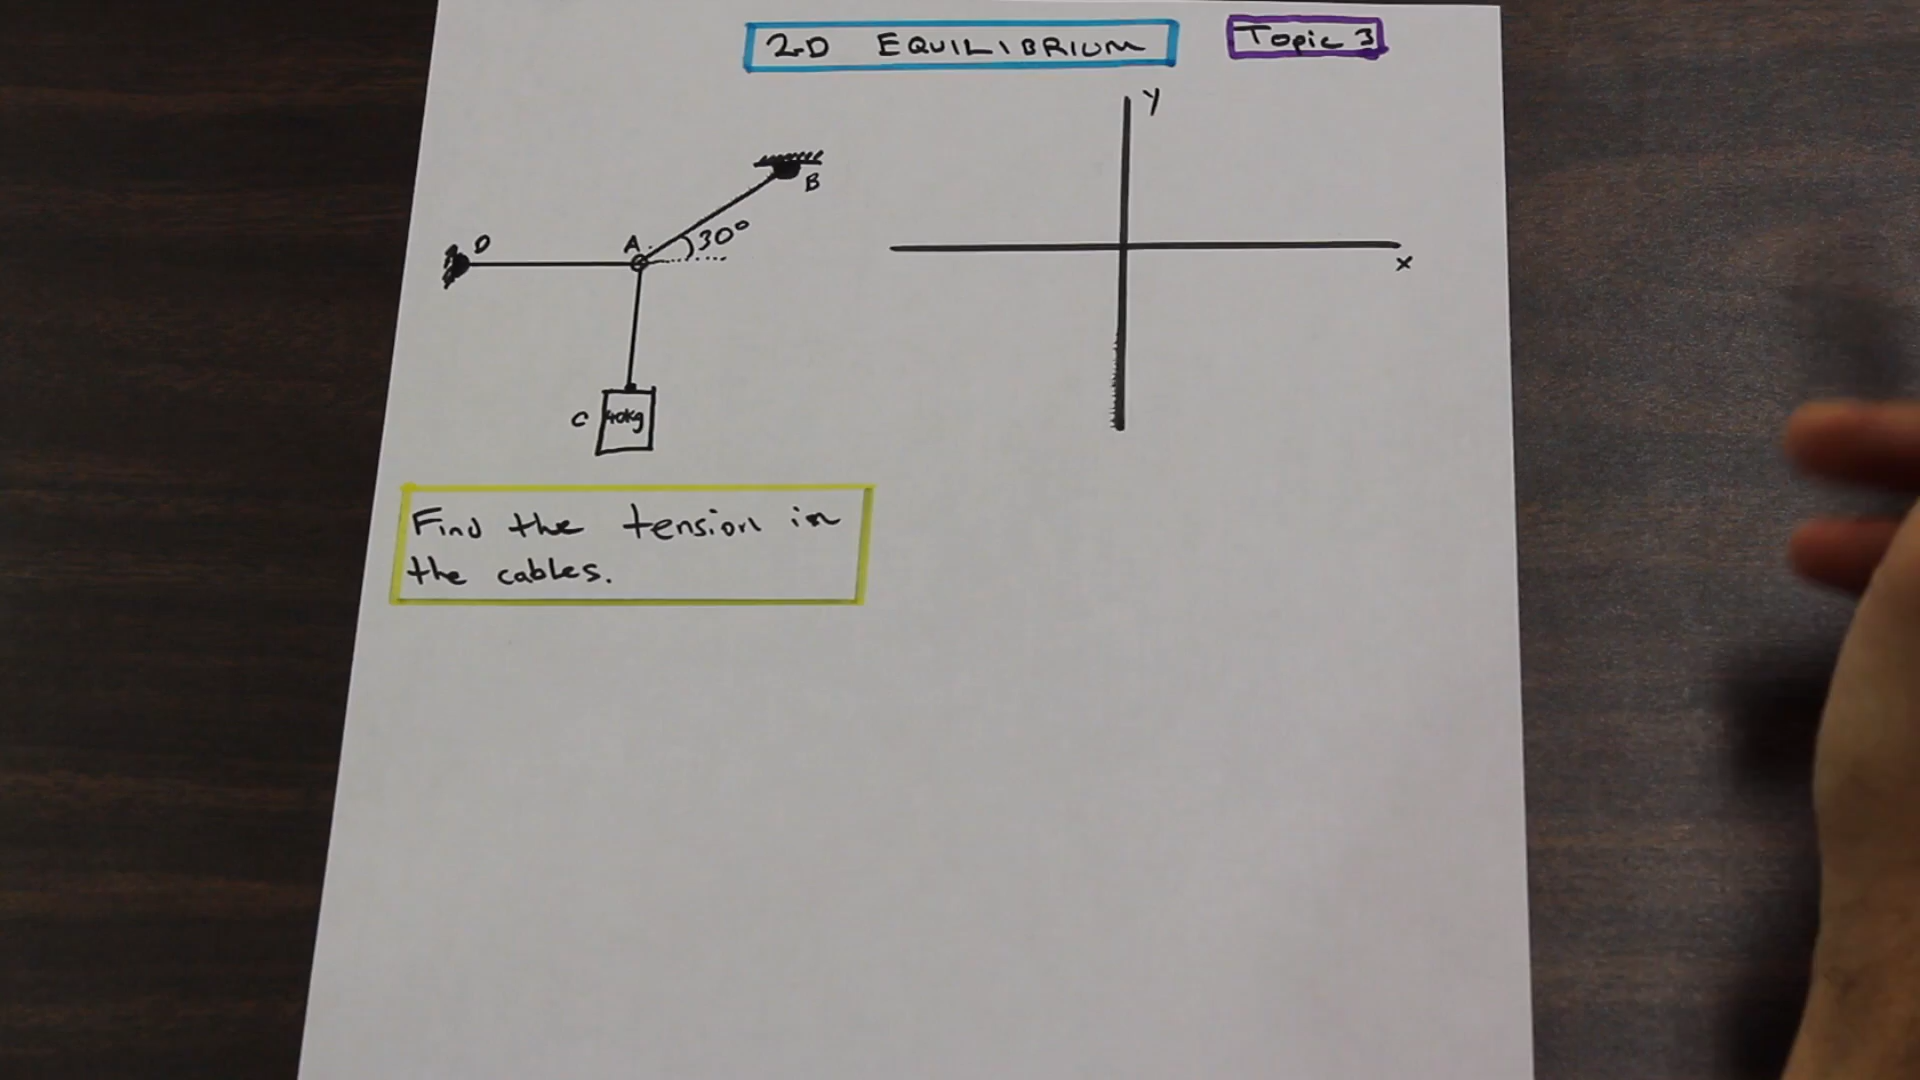 2-D EQUILIBRIUM
Topic 3
y
B
D
A
30°
x
C
40kg
Find the tension in
the cables.